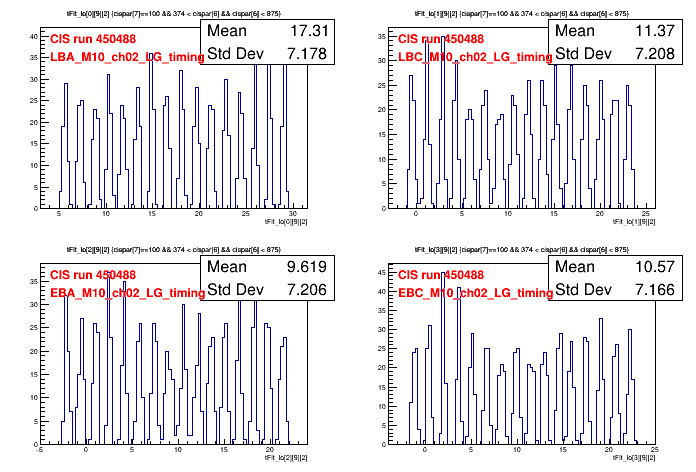 tFit_lo[0][9][2] {cispar[7]==100 && 374 < cispar[6] && cispar[6] < 875}
CIS run 450488
LBA_M10_ch02_LG_timing
Mean 17.31
Std Dev 7.178
40
35
30
25
20
15
10
5
0
5 10 15 20 25 30
tFit_lo[0][9][2]
tFit_lo[1][9][2] {cispar[7]==100 && 374 < cispar[6] && cispar[6] < 875}
CIS run 450488
LBC_M10_ch02_LG_timing
Mean 11.37
Std Dev 7.208
35
30
25
20
15
10
5
0
0 5 10 15 20 25
tFit_lo[1][9][2]
tFit_lo[2][9][2] {cispar[7]==100 && 374 < cispar[6] && cispar[6] < 875}
CIS run 450488
EBA_M10_ch02_LG_timing
Mean 9.619
Std Dev 7.206
35
30
25
20
15
10
5
0
-5 0 5 10 15 20
tFit_lo[2][9][2]
tFit_lo[3][9][2] {cispar[7]==100 && 374 < cispar[6] && cispar[6] < 875}
CIS run 450488
EBC_M10_ch02_LG_timing
Mean 10.57
Std Dev 7.166
45
40
35
30
25
20
15
10
5
0
0 5 10 15 20 25
tFit_lo[3][9][2]